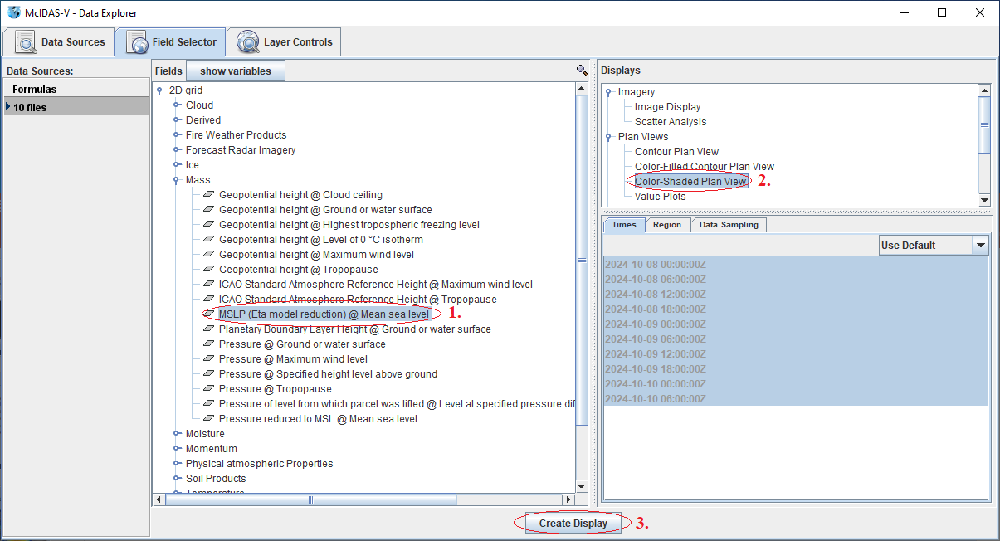 McIDAS-V - Data Explorer
Data Sources
Field Selector
Layer Controls
Data Sources:
Formulas
10 files
Fields
show variables
2D grid
Cloud
Derived
Fire Weather Products
Forecast Radar Imagery
Ice
Mass
Geopotential height @ Cloud ceiling
Geopotential height @ Ground or water surface
Geopotential height @ Highest tropospheric freezing level
Geopotential height @ Level of 0 °C isotherm
Geopotential height @ Maximum wind level
Geopotential height @ Tropopause
ICAO Standard Atmosphere Reference Height @ Maximum wind level
ICAO Standard Atmosphere Reference Height @ Tropopause
MSLP (Eta model reduction) @ Mean sea level 1.
Planetary Boundary Layer Height @ Ground or water surface
Pressure @ Ground or water surface
Pressure @ Maximum wind level
Pressure @ Specified height level above ground
Pressure @ Tropopause
Pressure of level from which parcel was lifted @ Level at specified pressure dif
Pressure reduced to MSL @ Mean sea level
Moisture
Momentum
Physical atmospheric Properties
Soil Products
Temperature
Displays
Imagery
Image Display
Scatter Analysis
Plan Views
Contour Plan View
Color-Filled Contour Plan View
Color-Shaded Plan View 2.
Value Plots
Times
Region
Data Sampling
Use Default
2024-10-08 00:00:00Z
2024-10-08 06:00:00Z
2024-10-08 12:00:00Z
2024-10-08 18:00:00Z
2024-10-09 00:00:00Z
2024-10-09 06:00:00Z
2024-10-09 12:00:00Z
2024-10-09 18:00:00Z
2024-10-10 00:00:00Z
2024-10-10 06:00:00Z
Create Display 3.